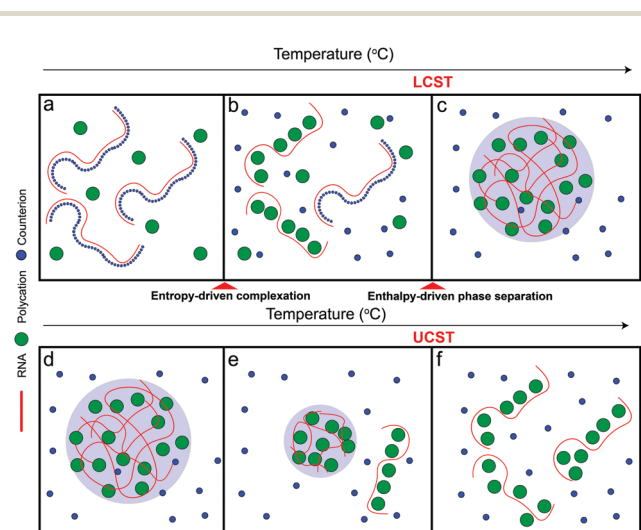 Temperature (°C)
LCST
a
b
c
Entropy-driven complexation
Enthalpy-driven phase separation
Temperature (°C)
UCST
d
e
f
RNA
Polycation
Counterion